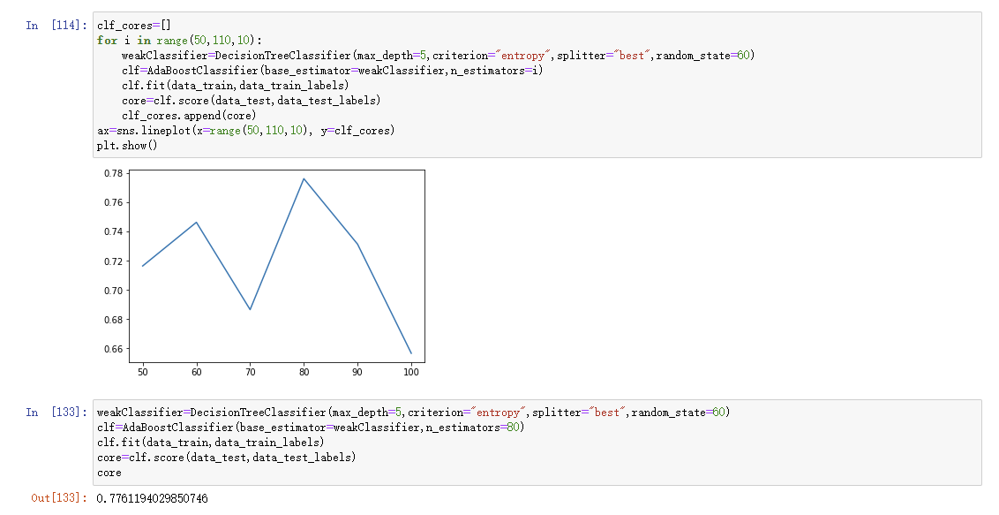 In [114]: clf_cores=[]
for i in range(50,110,10):
    weakClassifier=DecisionTreeClassifier(max_depth=5,criterion="entropy",splitter="best",random_state=60)
    clf=AdaBoostClassifier(base_estimator=weakClassifier,n_estimators=i)
    clf.fit(data_train,data_train_labels)
    core=clf.score(data_test,data_test_labels)
    clf_cores.append(core)
ax=sns.lineplot(x=range(50,110,10), y=clf_cores)
plt.show()
0.78
0.76
0.74
0.72
0.70
0.68
0.66
50 60 70 80 90 100
In [133]: weakClassifier=DecisionTreeClassifier(max_depth=5,criterion="entropy",splitter="best",random_state=60)
clf=AdaBoostClassifier(base_estimator=weakClassifier,n_estimators=80)
clf.fit(data_train,data_train_labels)
core=clf.score(data_test,data_test_labels)
core
Out[133]: 0.7761194029850746